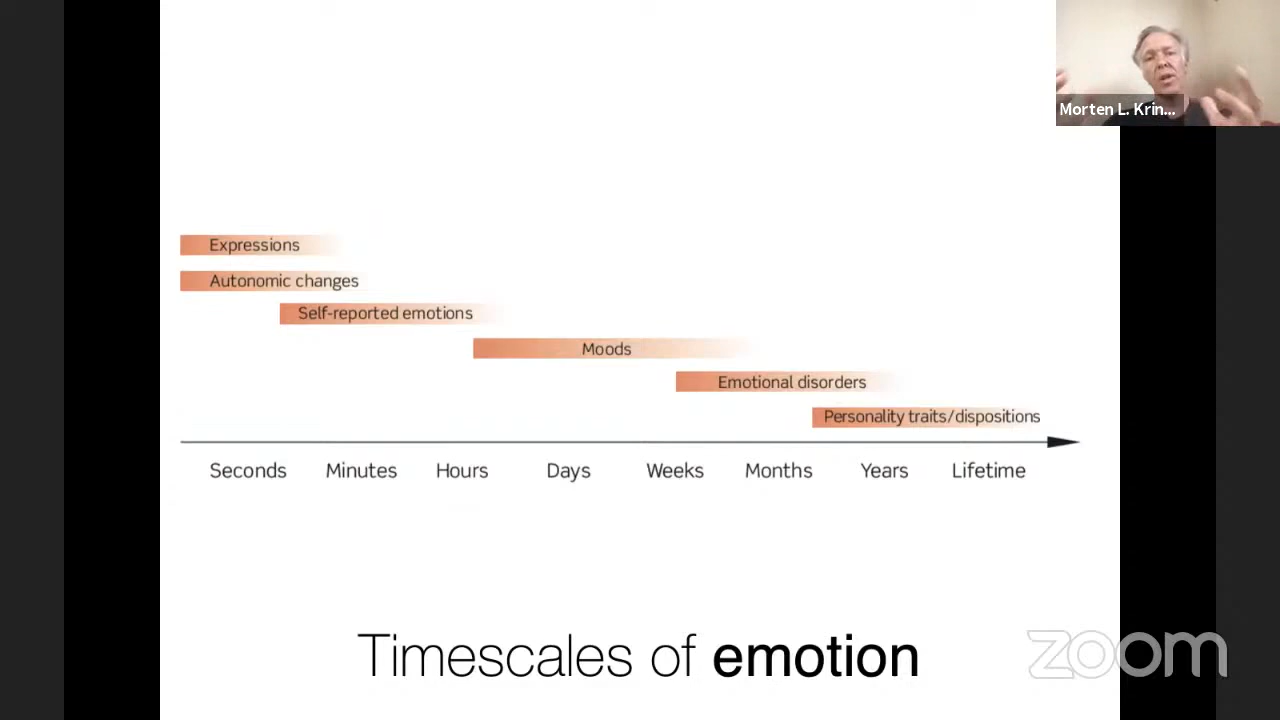 Morten L. Krin...
Expressions
Autonomic changes
Self-reported emotions
Moods
Emotional disorders
Personality traits/dispositions
Seconds Minutes Hours Days Weeks Months Years Lifetime
Timescales of emotion
zoom